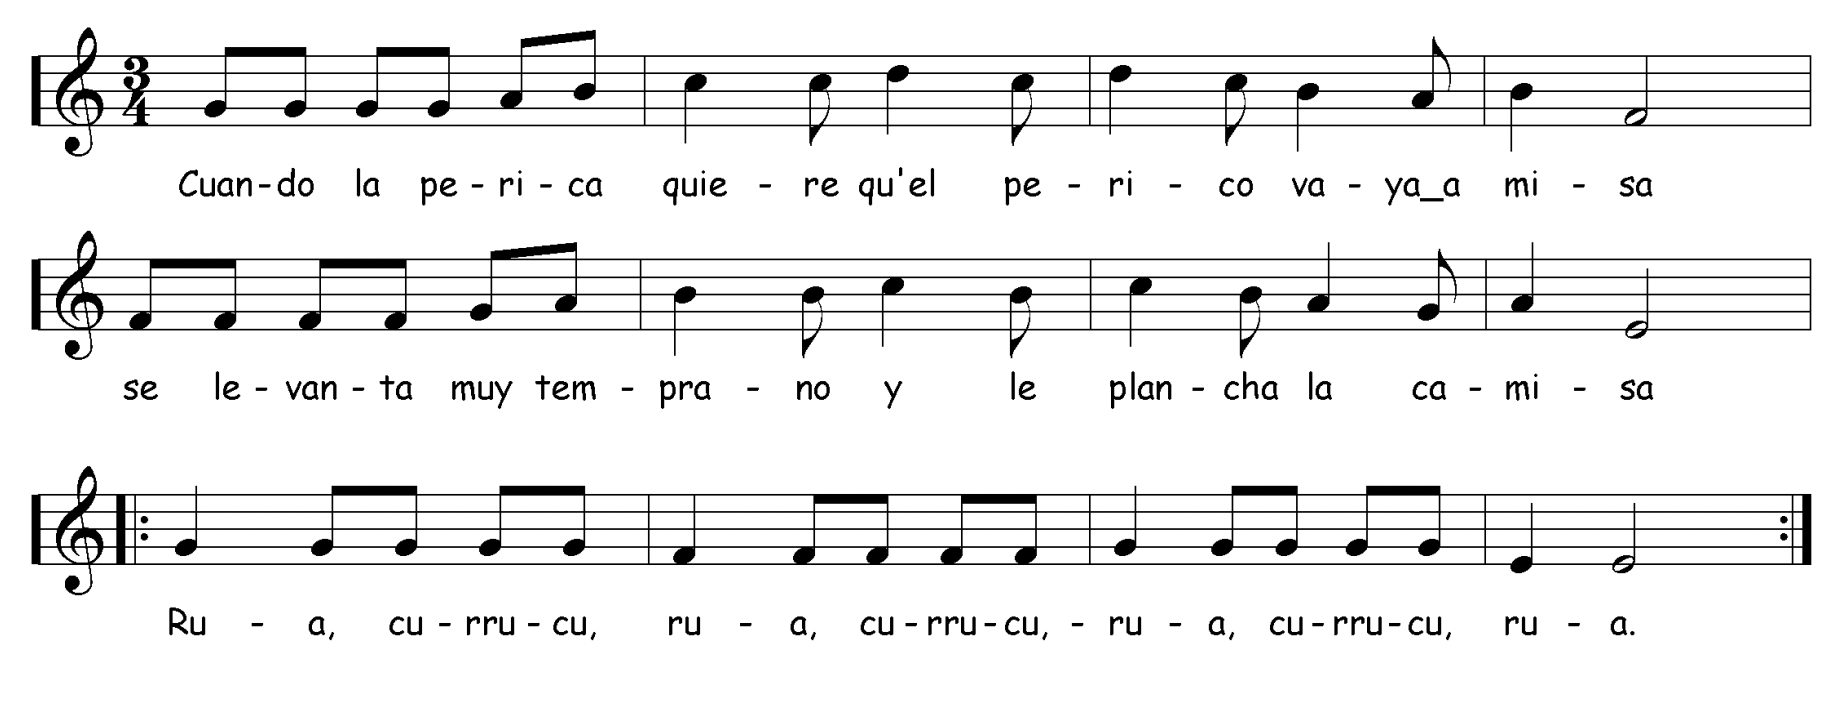 3
4
Cuan-do la pe - ri - ca quie - re qu'el pe - ri - co va - ya_a mi - sa
se le - van - ta muy tem - pra - no y le plan - cha la ca - mi - sa
Ru - a, cu - rru - cu, ru - a, cu - rru - cu, - ru - a, cu - rru - cu, ru - a.